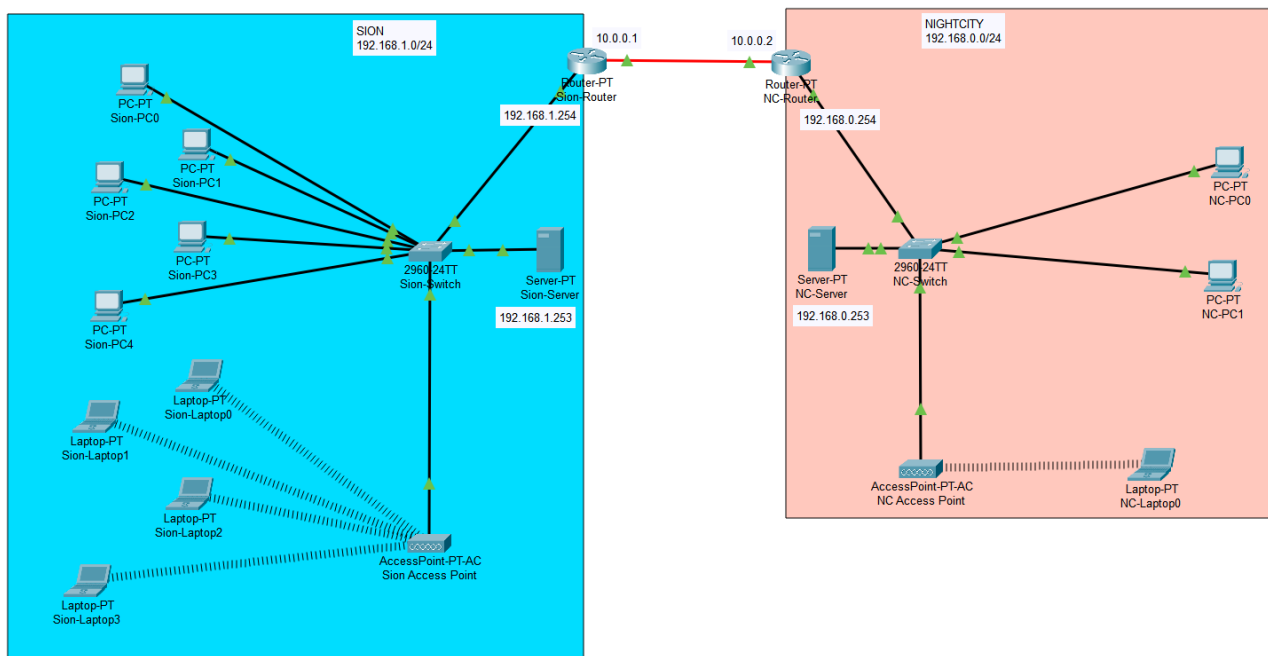 SION
192.168.1.0/24
10.0.0.1
10.0.0.2
NIGHTCITY
192.168.0.0/24
Router-PT
Sion-Router
Router-PT
NC-Router
192.168.1.254
192.168.0.254
PC-PT
Sion-PC0
PC-PT
Sion-PC1
PC-PT
Sion-PC2
PC-PT
Sion-PC3
PC-PT
Sion-PC4
2960-24TT
Sion-Switch
Server-PT
Sion-Server
192.168.1.253
Server-PT
NC-Server
192.168.0.253
2960-24TT
NC-Switch
PC-PT
NC-PC0
PC-PT
NC-PC1
Laptop-PT
Sion-Laptop0
Laptop-PT
Sion-Laptop1
Laptop-PT
Sion-Laptop2
Laptop-PT
Sion-Laptop3
AccessPoint-PT-AC
Sion Access Point
AccessPoint-PT-AC
NC Access Point
Laptop-PT
NC-Laptop0